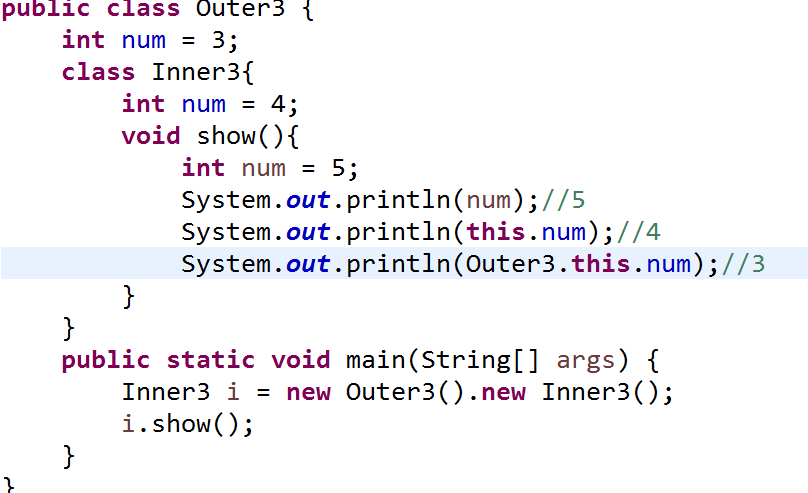 public class Outer3 {
    int num = 3;
    class Inner3{
        int num = 4;
        void show(){
            int num = 5;
            System.out.println(num);//5
            System.out.println(this.num);//4
            System.out.println(Outer3.this.num);//3
        }
    }
    public static void main(String[] args) {
        Inner3 i = new Outer3().new Inner3();
        i.show();
    }
}